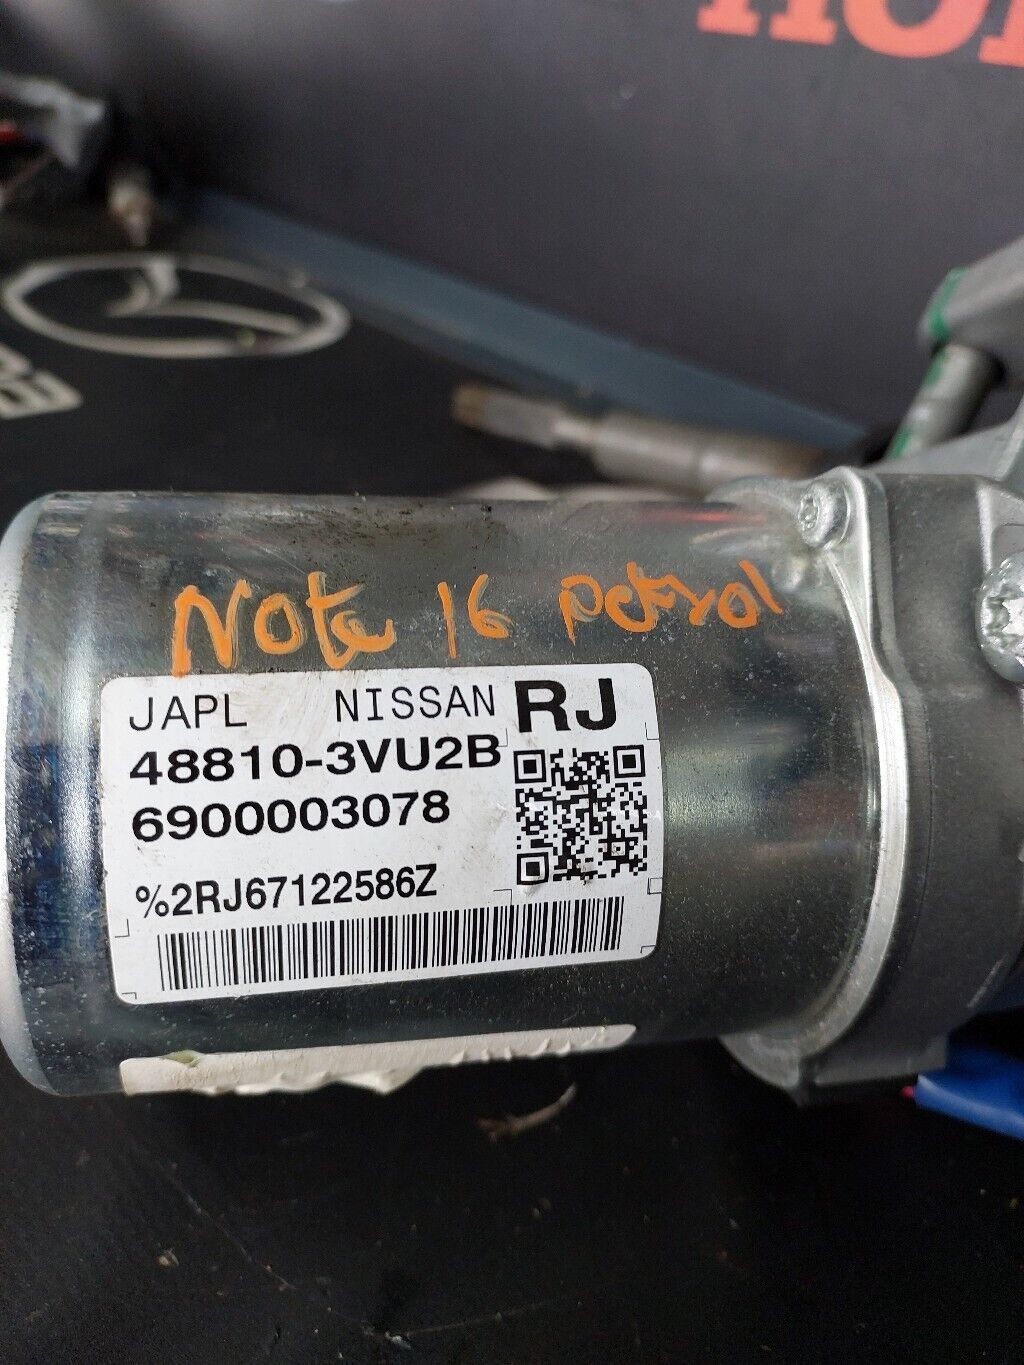 Note 16 petrol
JAPL NISSAN RJ
48810-3VU2B
6900003078
%2RJ67122586Z